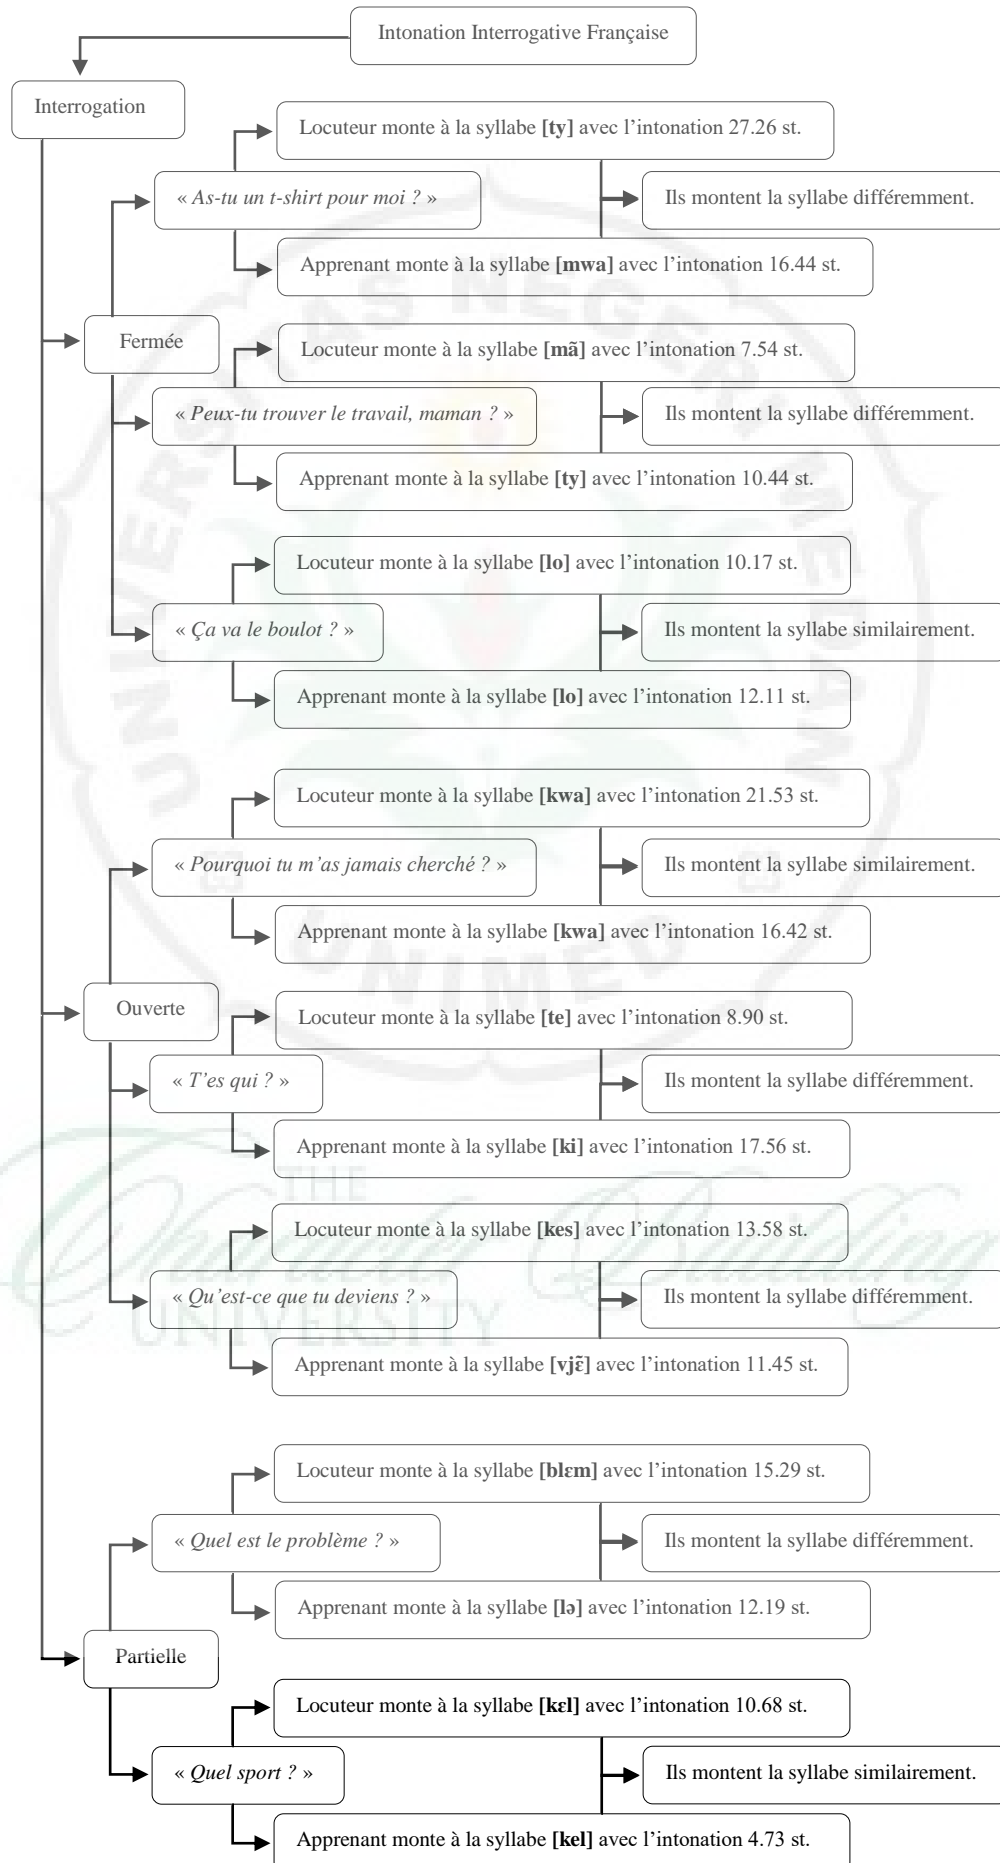 Intonation Interrogative Française
Interrogation
Locuteur monte à la syllabe [ty] avec l’intonation 27.26 st.
« As-tu un t-shirt pour moi ? »
Ils montent la syllabe différemment.
Apprenant monte à la syllabe [mwa] avec l’intonation 16.44 st.
Fermée
Locuteur monte à la syllabe [mã] avec l’intonation 7.54 st.
« Peux-tu trouver le travail, maman ? »
Ils montent la syllabe différemment.
Apprenant monte à la syllabe [ty] avec l’intonation 10.44 st.
Locuteur monte à la syllabe [lo] avec l’intonation 10.17 st.
« Ça va le boulot ? »
Ils montent la syllabe similairement.
Apprenant monte à la syllabe [lo] avec l’intonation 12.11 st.
Locuteur monte à la syllabe [kwa] avec l’intonation 21.53 st.
« Pourquoi tu m’as jamais cherché ? »
Ils montent la syllabe similairement.
Apprenant monte à la syllabe [kwa] avec l’intonation 16.42 st.
Ouverte
Locuteur monte à la syllabe [te] avec l’intonation 8.90 st.
« T’es qui ? »
Ils montent la syllabe différemment.
Apprenant monte à la syllabe [ki] avec l’intonation 17.56 st.
Locuteur monte à la syllabe [kes] avec l’intonation 13.58 st.
« Qu’est-ce que tu deviens ? »
Ils montent la syllabe différemment.
Apprenant monte à la syllabe [vjɛ̃] avec l’intonation 11.45 st.
Locuteur monte à la syllabe [blɛm] avec l’intonation 15.29 st.
« Quel est le problème ? »
Ils montent la syllabe différemment.
Apprenant monte à la syllabe [lə] avec l’intonation 12.19 st.
Partielle
Locuteur monte à la syllabe [kɛl] avec l’intonation 10.68 st.
« Quel sport ? »
Ils montent la syllabe similairement.
Apprenant monte à la syllabe [kel] avec l’intonation 4.73 st.
UNIVERSITAS NEGERI MEDAN
UNIMED
THE
Character Building
UNIVERSITY